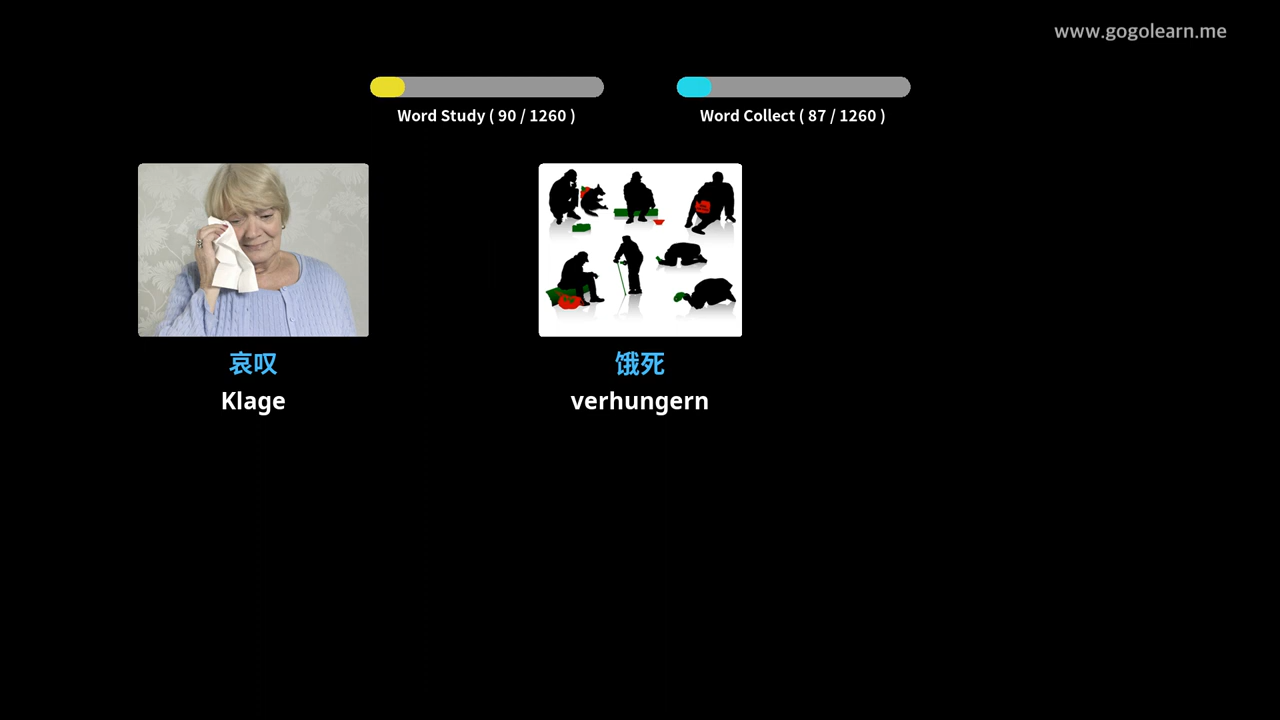 www.gogolearn.me
Word Study ( 90 / 1260 )
Word Collect ( 87 / 1260 )
哀叹
Klage
饿死
verhungern